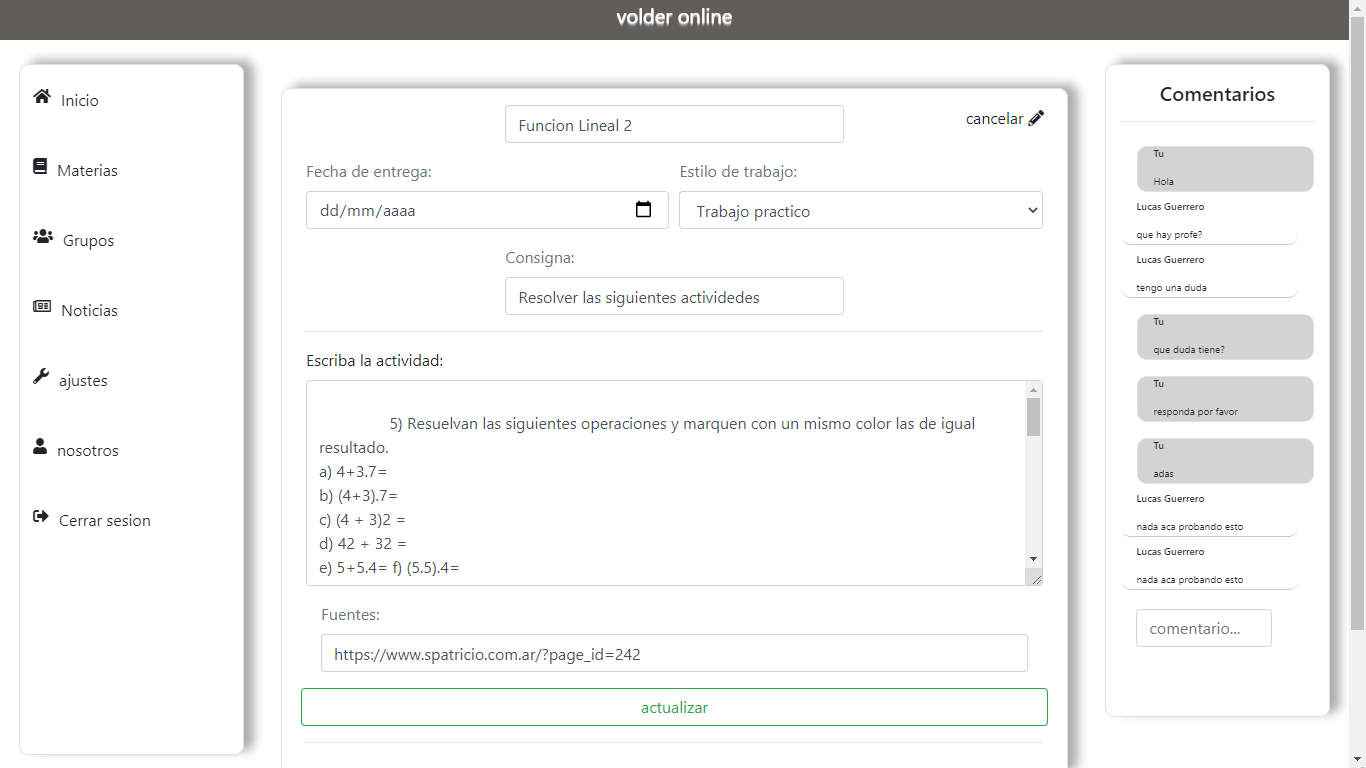 volder online
Inicio
Materias
Grupos
Noticias
ajustes
nosotros
Cerrar sesion
Funcion Lineal 2
cancelar
Fecha de entrega:
Estilo de trabajo:
dd/mm/aaaa
Trabajo practico
Consigna:
Resolver las siguientes actividedes
Escriba la actividad:
5) Resuelvan las siguientes operaciones y marquen con un mismo color las de igual
resultado.
a) 4+3.7=
b) (4+3).7=
c) (4 + 3)2 =
d) 42 + 32 =
e) 5+5.4= f) (5.5).4=
Fuentes:
https://www.spatricio.com.ar/?page_id=242
actualizar
Comentarios
Tu
Hola
Lucas Guerrero
que hay profe?
Lucas Guerrero
tengo una duda
Tu
que duda tiene?
Tu
responda por favor
Tu
adas
Lucas Guerrero
nada aca probando esto
Lucas Guerrero
nada aca probando esto
comentario...